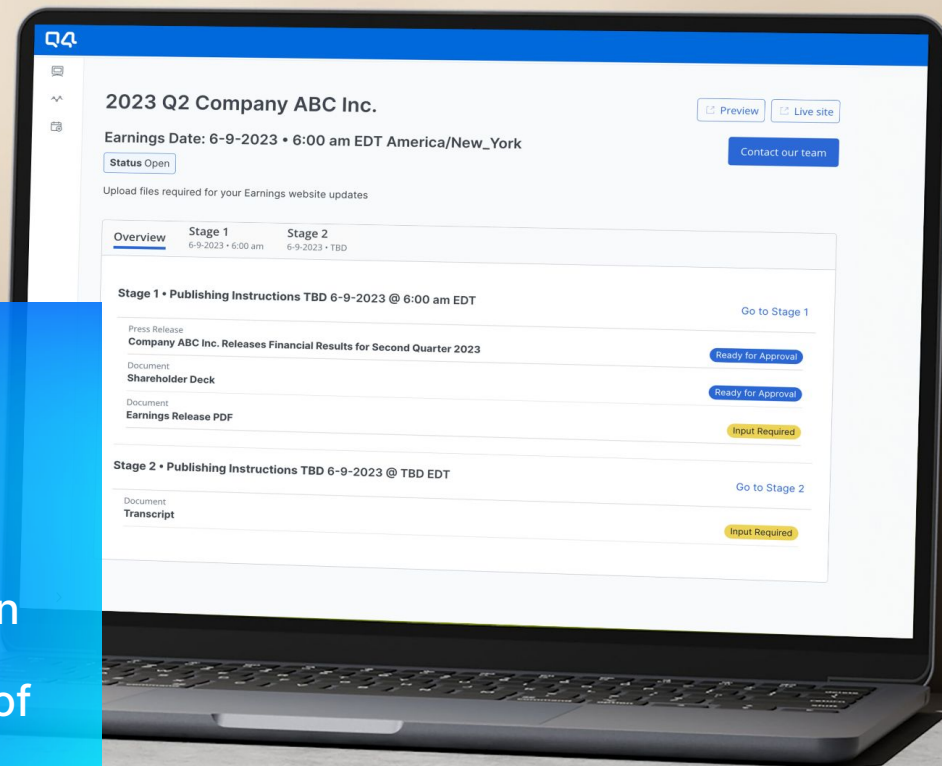 Q4
2023 Q2 Company ABC Inc.
Preview
Live site
Earnings Date: 6-9-2023 • 6:00 am EDT America/New_York
Contact our team
Status Open
Upload files required for your Earnings website updates
Overview
Stage 1
6-9-2023 • 6:00 am
Stage 2
6-9-2023 • TBD
Stage 1 • Publishing Instructions TBD 6-9-2023 @ 6:00 am EDT
Go to Stage 1
Press Release
Company ABC Inc. Releases Financial Results for Second Quarter 2023
Ready for Approval
Document
Shareholder Deck
Ready for Approval
Document
Earnings Release PDF
Input Required
Stage 2 • Publishing Instructions TBD 6-9-2023 @ TBD EDT
Go to Stage 2
Document
Transcript
Input Required
n
of